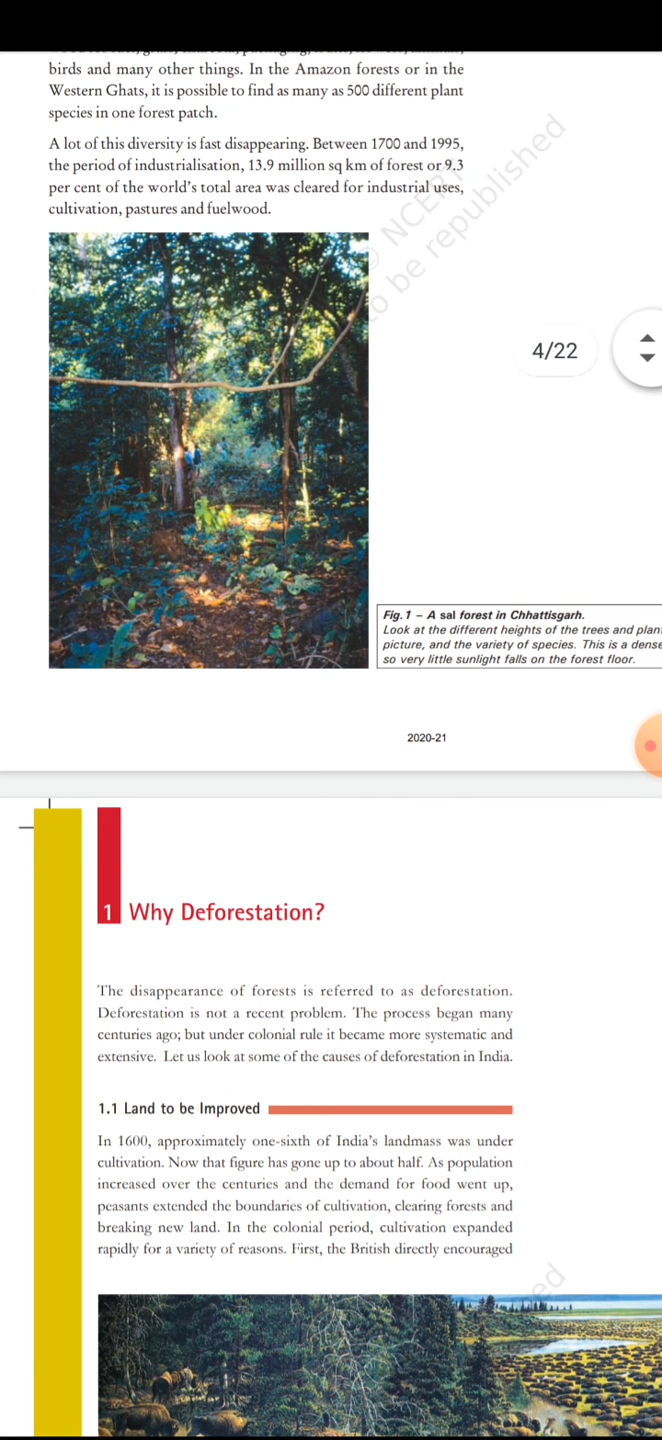 birds and many other things. In the Amazon forests or in the
Western Ghats, it is possible to find as many as 500 different plant
species in one forest patch.
A lot of this diversity is fast disappearing. Between 1700 and 1995,
the period of industrialisation, 13.9 million sq km of forest or 9.3
per cent of the world's total area was cleared for industrial uses,
cultivation, pastures and fuelwood.
© NCERT
to be republished
4/22
Fig.1 – A sal forest in Chhattisgarh.
Look at the different heights of the trees and plan
picture, and the variety of species. This is a dense
so very little sunlight falls on the forest floor.
2020-21
1 Why Deforestation?
The disappearance of forests is referred to as deforestation.
Deforestation is not a recent problem. The process began many
centuries ago; but under colonial rule it became more systematic and
extensive. Let us look at some of the causes of deforestation in India.
1.1 Land to be Improved
In 1600, approximately one-sixth of India's landmass was under
cultivation. Now that figure has gone up to about half. As population
increased over the centuries and the demand for food went up,
peasants extended the boundaries of cultivation, clearing forests and
breaking new land. In the colonial period, cultivation expanded
rapidly for a variety of reasons. First, the British directly encouraged